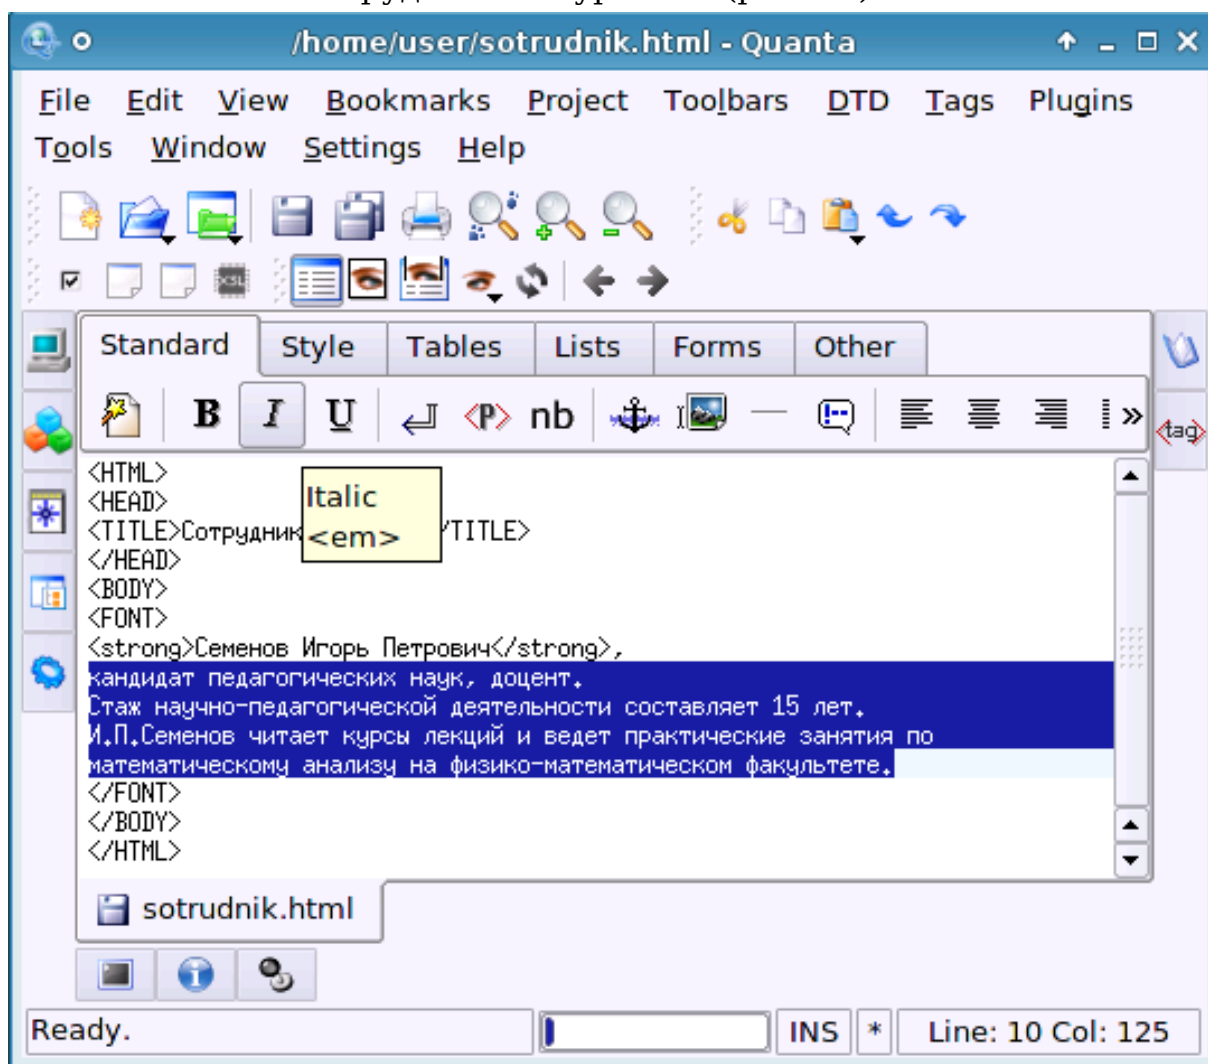 /home/user/sotrudnik.html - Quanta
File Edit View Bookmarks Project Toolbars DTD Tags Plugins
Tools Window Settings Help
XSL
Standard Style Tables Lists Forms Other
B I U <P> nb »
<tag>
<HTML>
<HEAD>
<TITLE>Сотрудник /TITLE>
Italic
<em>
</HEAD>
<BODY>
<FONT>
<strong>Семенов Игорь Петрович</strong>,
кандидат педагогических наук, доцент.
Стаж научно-педагогической деятельности составляет 15 лет.
И.П.Семенов читает курсы лекций и ведет практические занятия по
математическому анализу на физико-математическом факультете.
</FONT>
</BODY>
</HTML>
sotrudnik.html
Ready. INS * Line: 10 Col: 125